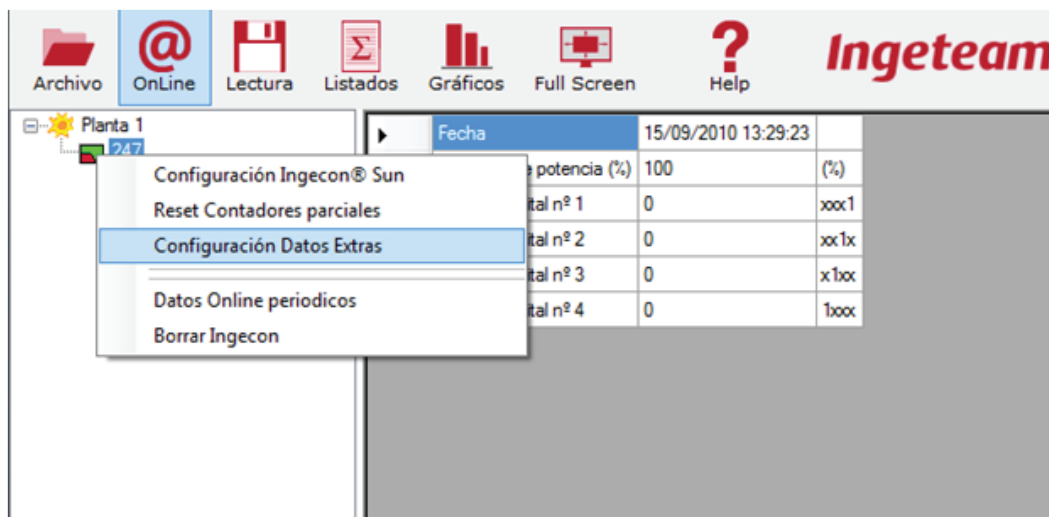 Archivo OnLine Lectura Listados Gráficos Full Screen Help Ingeteam
Planta 1
247
Configuración Ingecon® Sun
Reset Contadores parciales
Configuración Datos Extras
Datos Online periodicos
Borrar Ingecon
Fecha 15/09/2010 13:29:23
potencia (%) 100 (%)
ital nº 1 0 xxx1
ital nº 2 0 xx1x
ital nº 3 0 x1xx
ital nº 4 0 1xxx